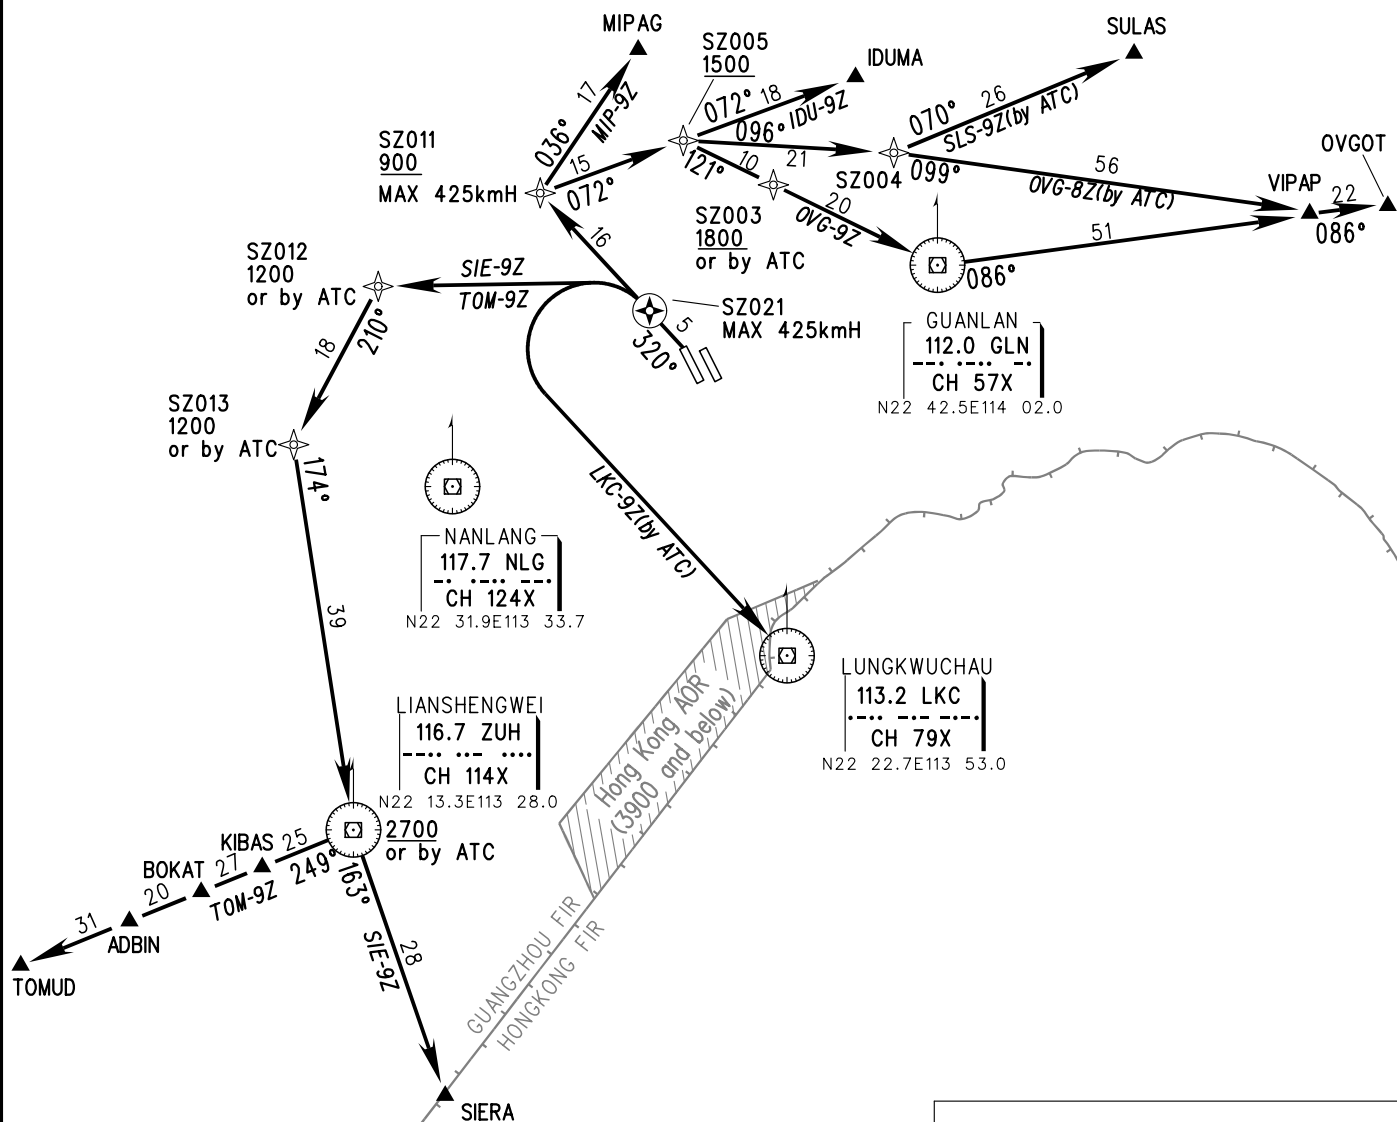 MIPAG
SULAS
SZ005
1500
IDUMA
17
MIP-9Z
036°
072°
18
IDU-9Z
096°
070°
26
SLS-9Z(by ATC)
SZ011
900
MAX 425kmH
15
072°
121°
10
21
SZ004
099°
56
OVG-8Z(by ATC)
OVGOT
VIPAP
22
086°
SZ003
1800
or by ATC
20
OVG-9Z
51
086°
16
SZ012
1200
or by ATC
SIE-9Z
TOM-9Z
SZ021
MAX 425kmH
5
320°
210°
18
GUANLAN
112.0 GLN
CH 57X
N22 42.5E114 02.0
SZ013
1200
or by ATC
174°
LKC-9Z(by ATC)
NANLANG
117.7 NLG
CH 124X
N22 31.9E113 33.7
39
LUNGKWUCHAU
113.2 LKC
CH 79X
N22 22.7E113 53.0
Hong Kong AOR
(3900 and below)
LIANSHENGWEI
116.7 ZUH
CH 114X
N22 13.3E113 28.0
2700
or by ATC
KIBAS
25
249°
163°
BOKAT
27
TOM-9Z
20
ADBIN
31
TOMUD
SIE-9Z
28
GUANGZHOU FIR
HONGKONG FIR
SIERA